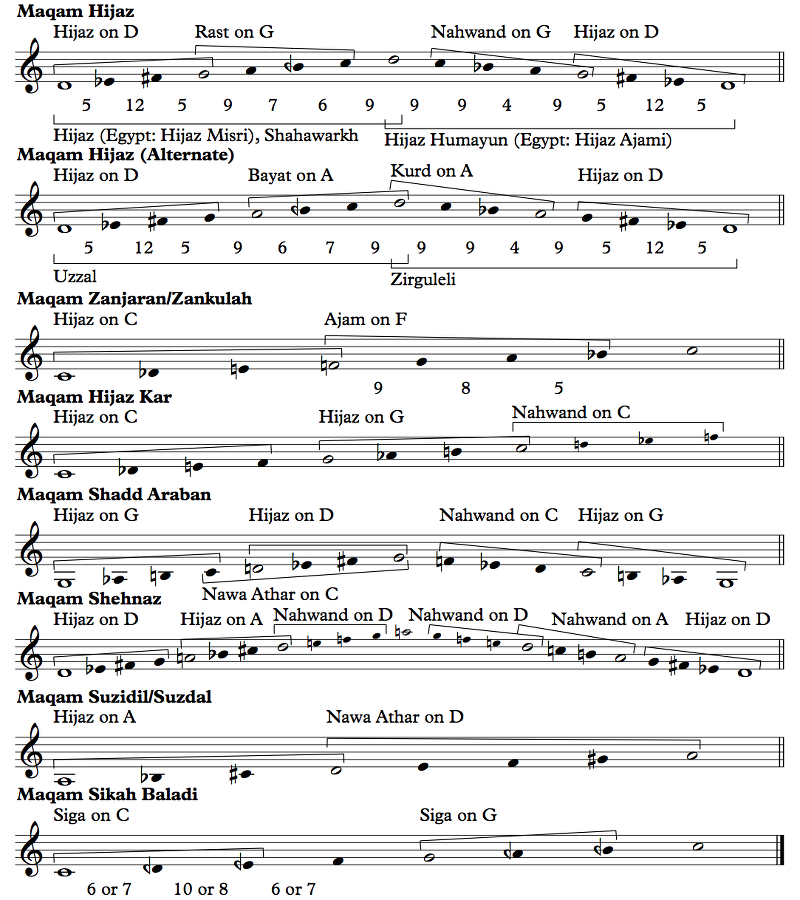 Maqam Hijaz
Hijaz on D Rast on G Nahwand on G Hijaz on D
5 12 5 9 7 6 9 9 9 4 9 5 12 5
Hijaz (Egypt: Hijaz Misri), Shahawarkh Hijaz Humayun (Egypt: Hijaz Ajami)
Maqam Hijaz (Alternate)
Hijaz on D Bayat on A Kurd on A Hijaz on D
5 12 5 9 6 7 9 9 9 4 9 5 12 5
Uzzal Zirguleli
Maqam Zanjaran/Zankulah
Hijaz on C Ajam on F
9 8 5
Maqam Hijaz Kar
Hijaz on C Hijaz on G Nahwand on C
Maqam Shadd Araban
Hijaz on G Hijaz on D Nahwand on C Hijaz on G
Nawa Athar on C
Maqam Shehnaz
Hijaz on D Hijaz on A Nahwand on D Nahwand on D Nahwand on A Hijaz on D
Maqam Suzidil/Suzdal
Hijaz on A Nawa Athar on D
Maqam Sikah Baladi
Siga on C Siga on G
6 or 7 10 or 8 6 or 7